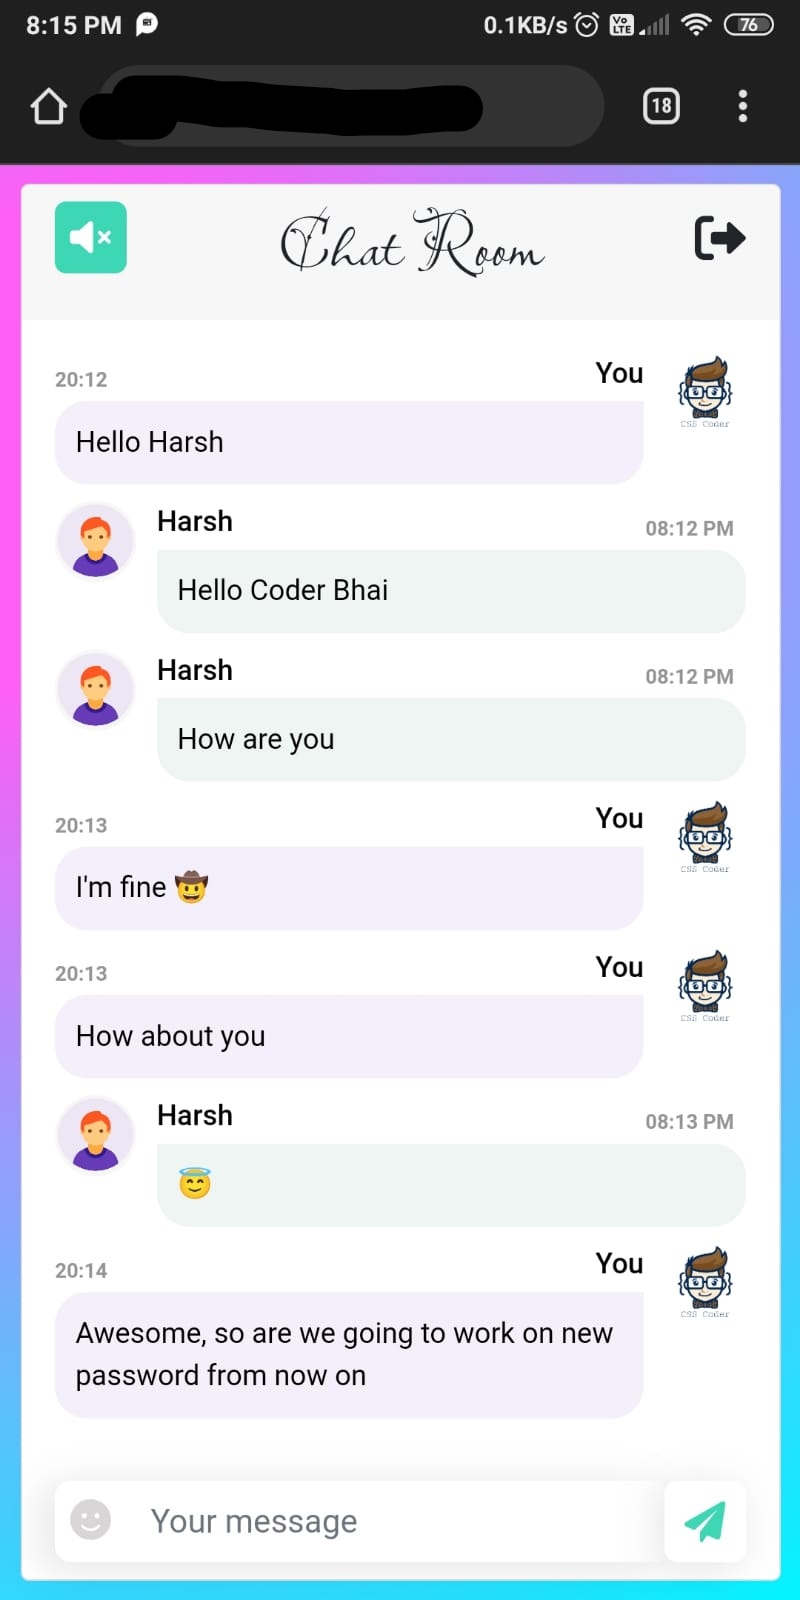 8:15 PM
0.1KB/s
Vo
LTE
76
18
Chat Room
20:12
You
CSS Coder
Hello Harsh
Harsh
08:12 PM
Hello Coder Bhai
Harsh
08:12 PM
How are you
20:13
You
CSS Coder
I'm fine 🤠
20:13
You
CSS Coder
How about you
Harsh
08:13 PM
😇
20:14
You
CSS Coder
Awesome, so are we going to work on new
password from now on
Your message